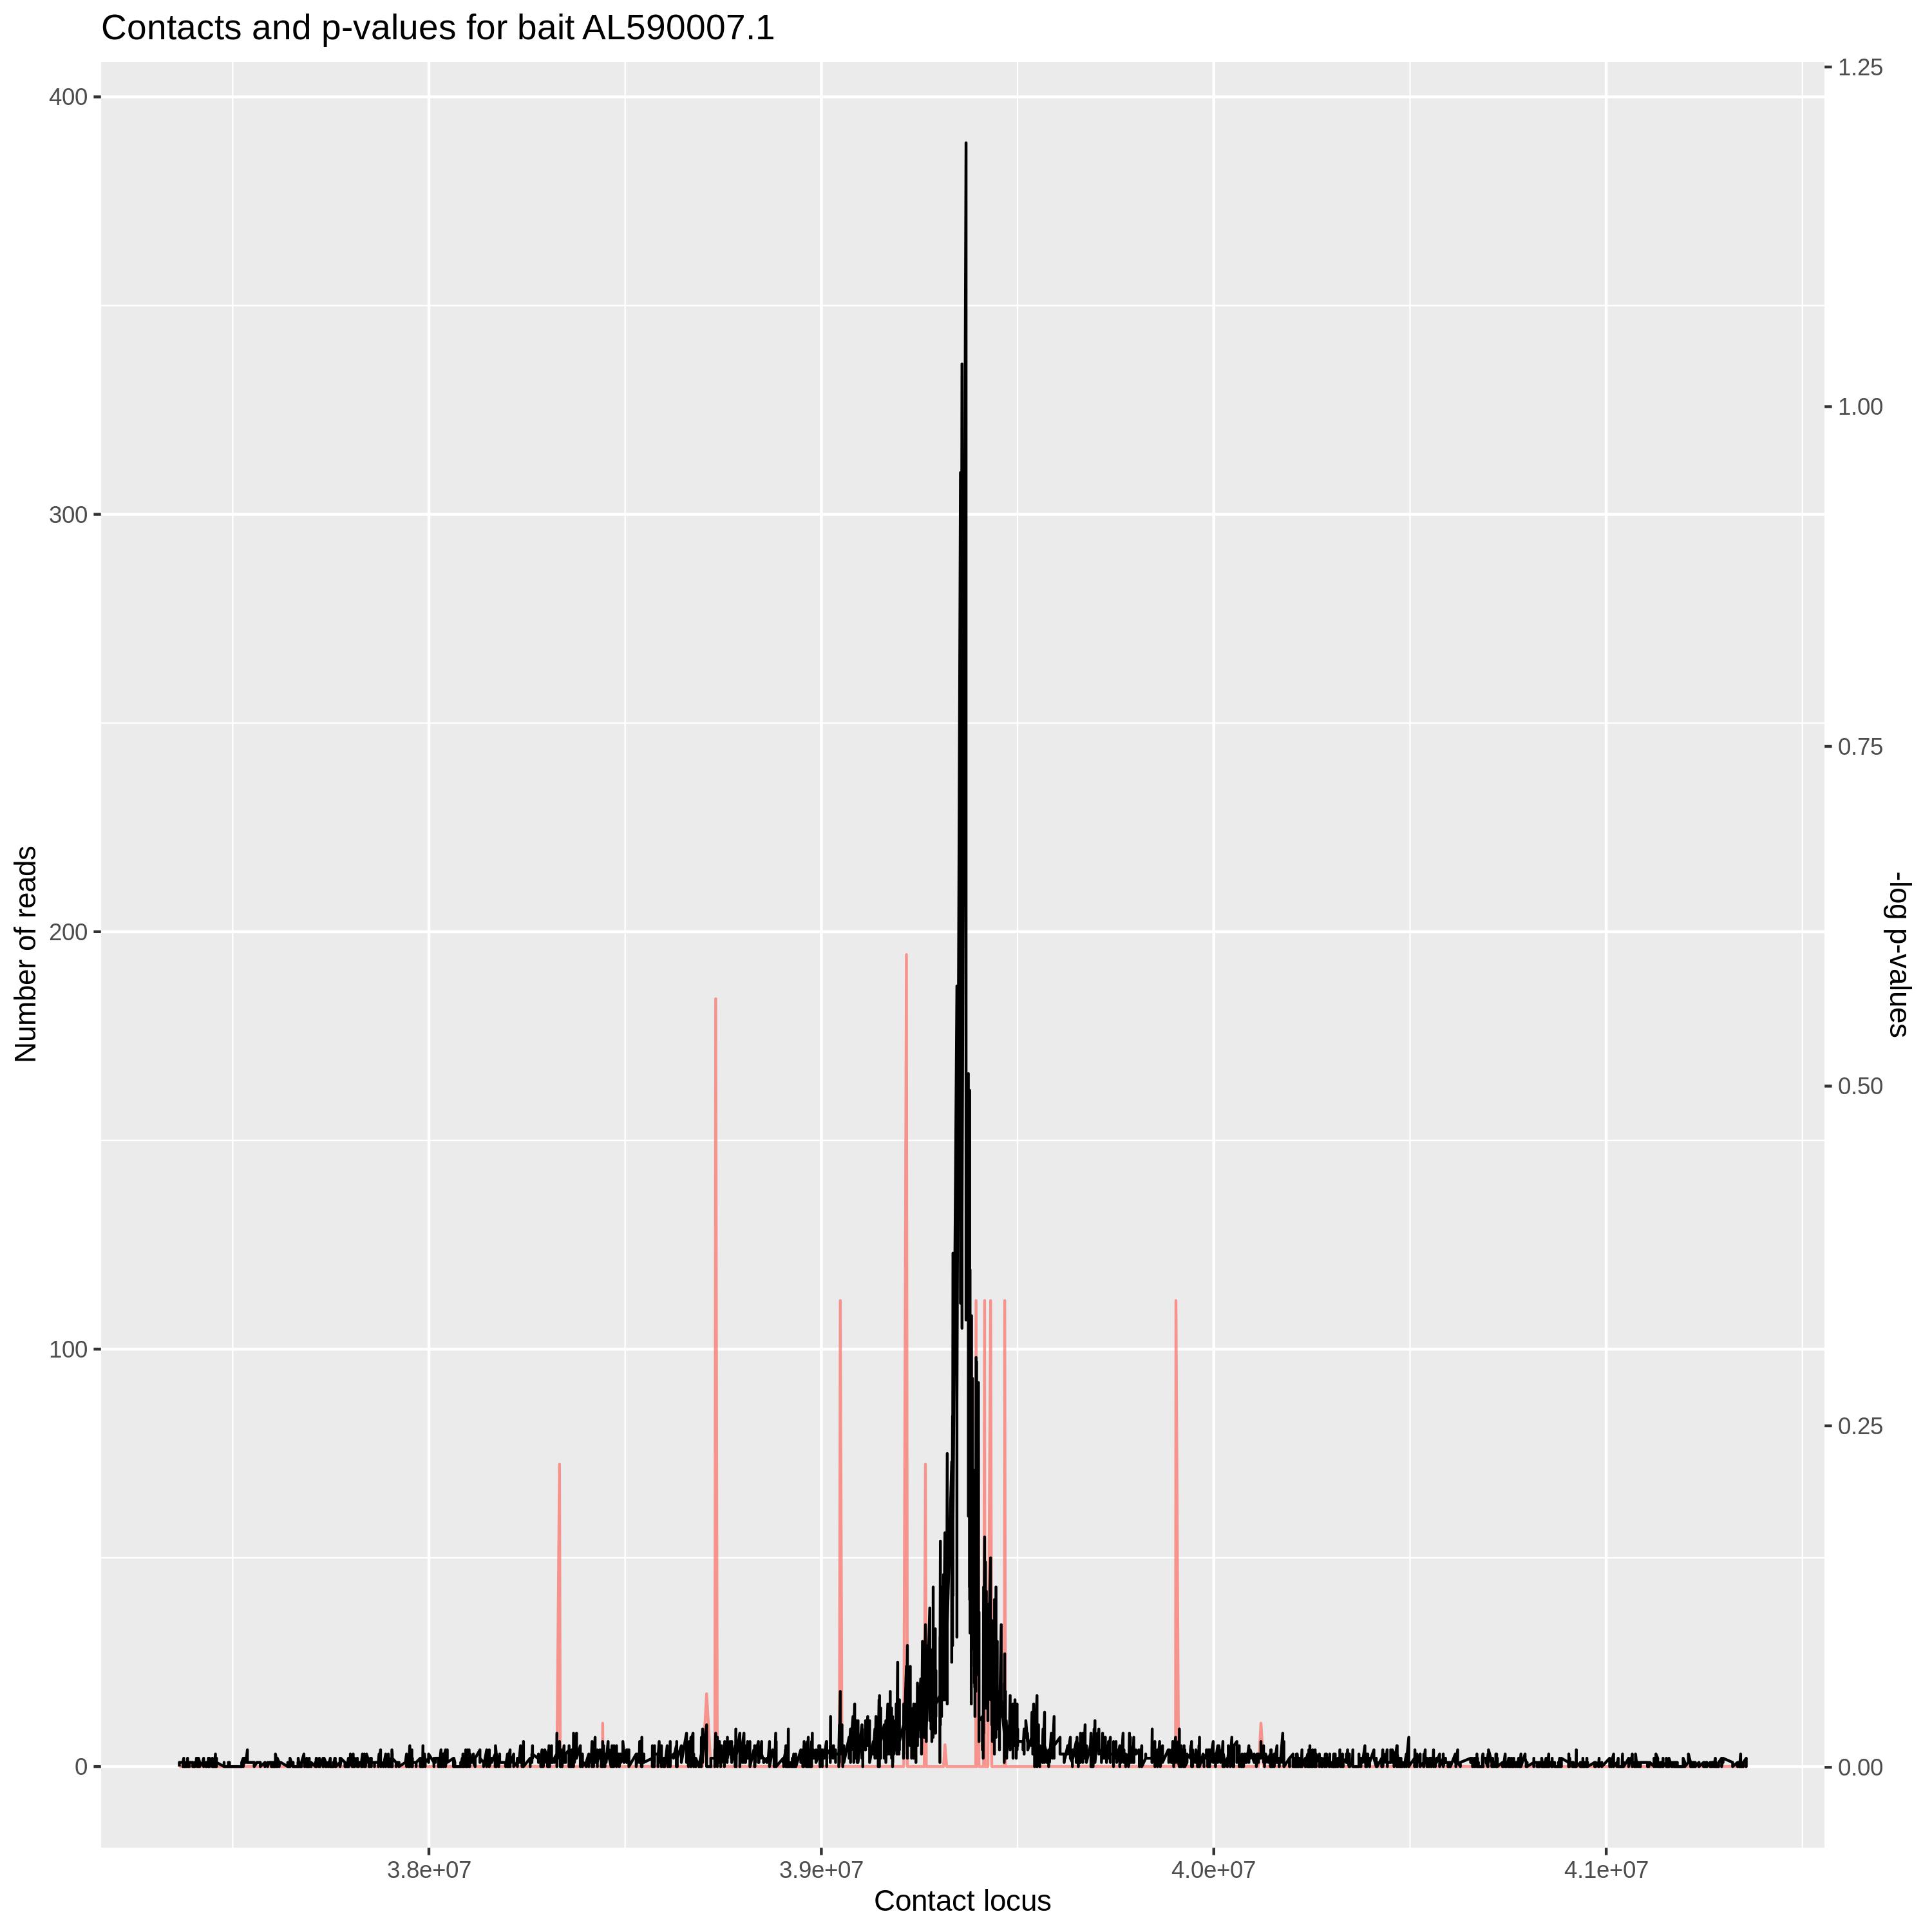 Contacts and p-values for bait AL590007.1
400
300
200
100
0
Number of reads
1.25
1.00
0.75
0.50
0.25
0.00
-log p-values
3.8e+07
3.9e+07
4.0e+07
4.1e+07
Contact locus